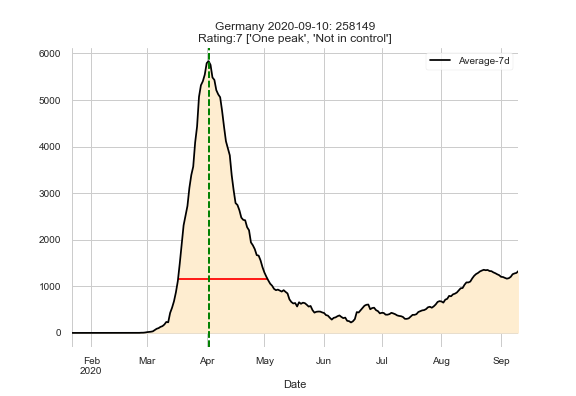 Germany 2020-09-10: 258149
Rating:7 ['One peak', 'Not in control']
Average-7d
6000
5000
4000
3000
2000
1000
0
Feb Mar Apr May Jun Jul Aug Sep
2020
Date